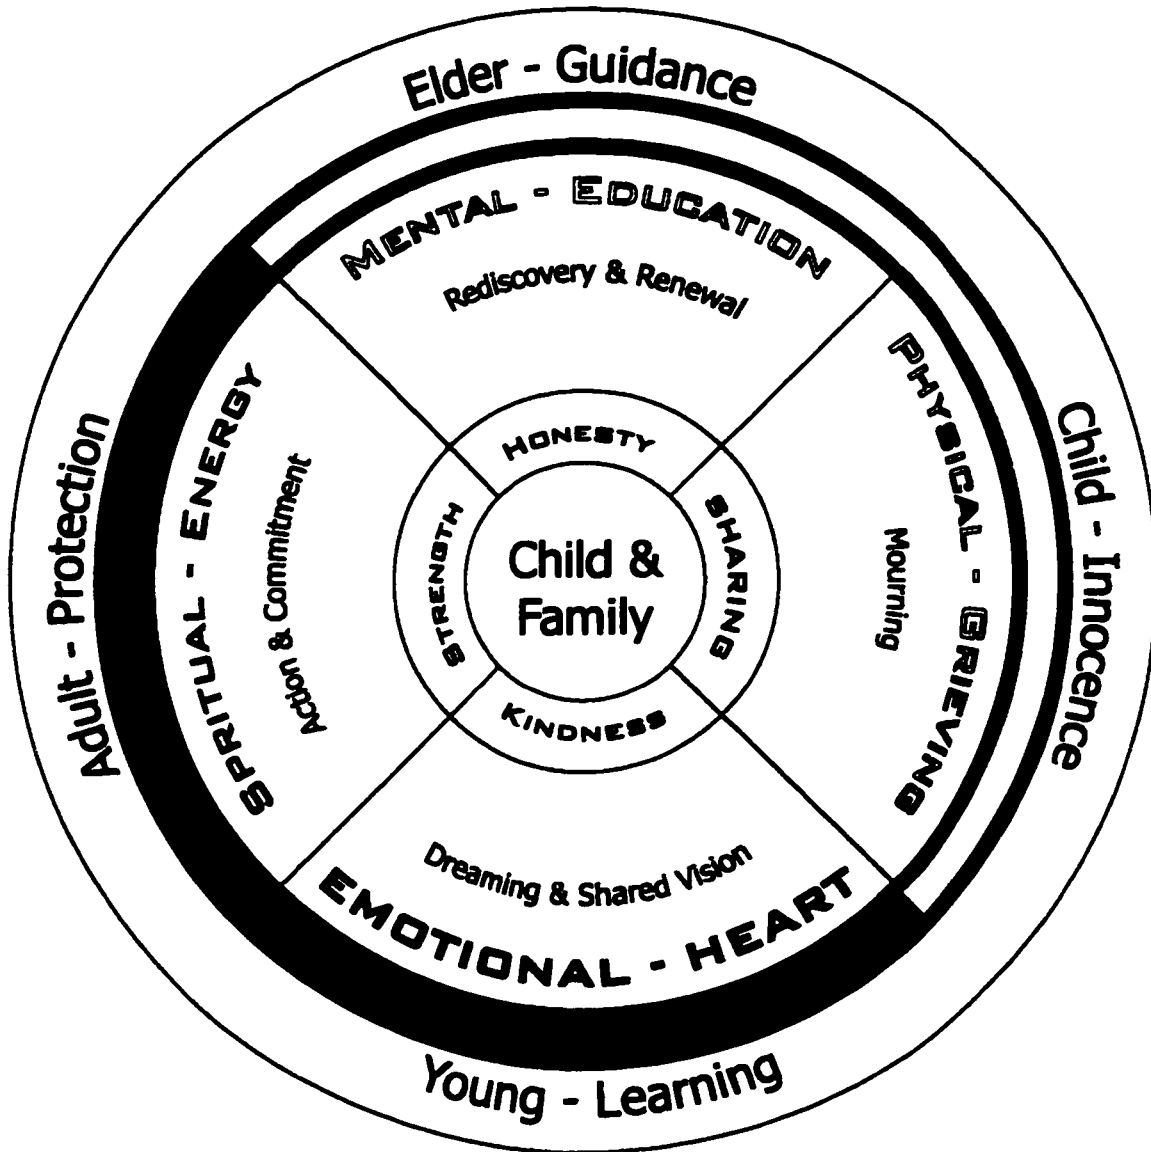 Elder - Guidance
MENTAL - EDUCATION
Rediscovery & Renewal
HONESTY
Adult - Protection
SPRITUAL - ENERGY
Action & Commitment
STRENGTH
Child &
Family
SHARING
Mourning
PHYSICAL - GRIEVING
Child - Innocence
KINDNESS
Dreaming & Shared Vision
EMOTIONAL - HEART
Young - Learning